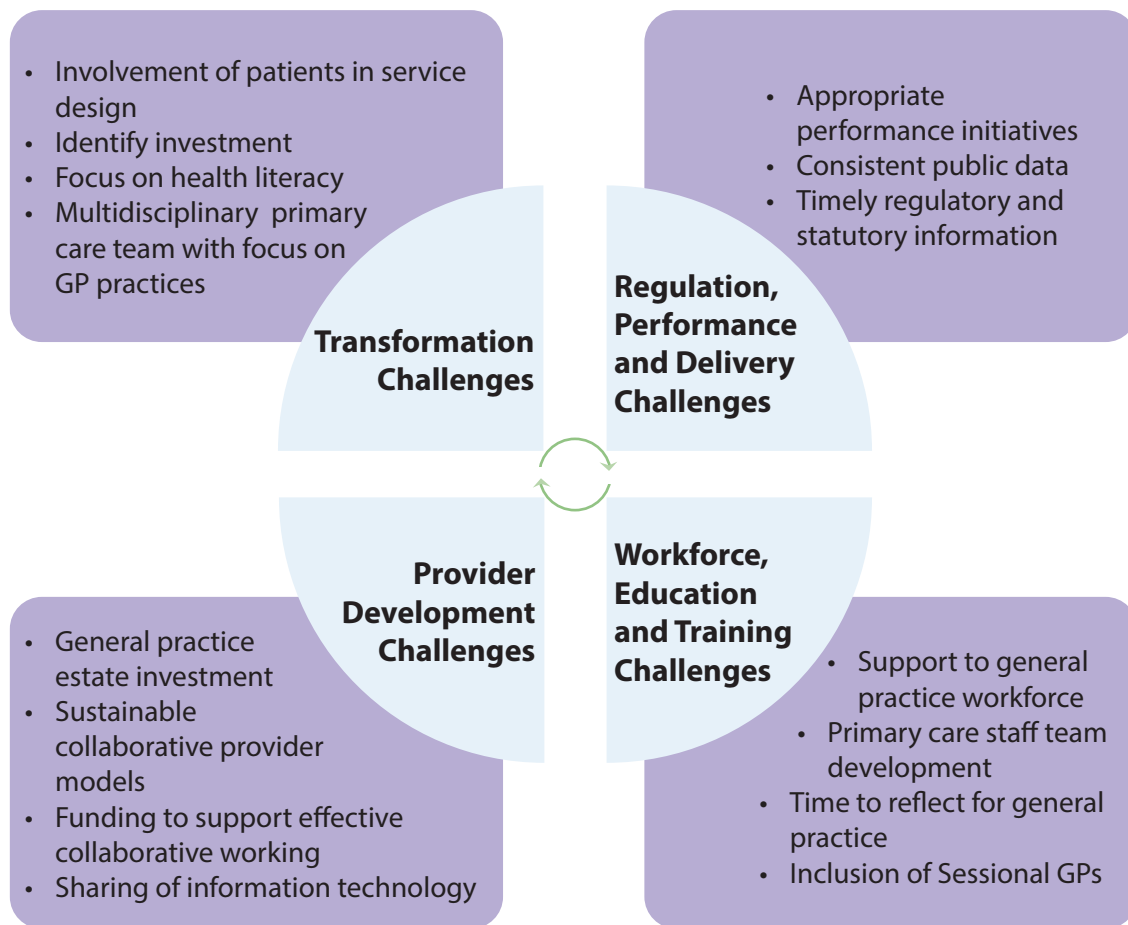 • Involvement of patients in service
design
• Identify investment
• Focus on health literacy
• Multidisciplinary primary
care team with focus on
GP practices
Transformation
Challenges
• Appropriate
performance initiatives
• Consistent public data
• Timely regulatory and
statutory information
Regulation,
Performance
and Delivery
Challenges
Provider
Development
Challenges
• General practice
estate investment
• Sustainable
collaborative provider
models
• Funding to support effective
collaborative working
• Sharing of information technology
Workforce,
Education
and Training
Challenges
• Support to general
practice workforce
• Primary care staff team
development
• Time to reflect for general
practice
• Inclusion of Sessional GPs